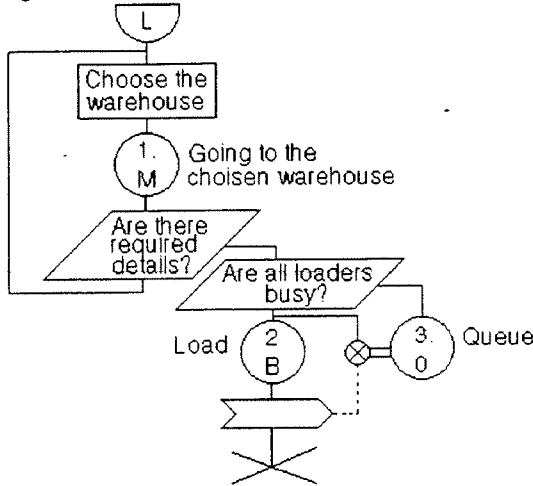 L
Choose the
warehouse
1.
M
Going to the
choisen warehouse
Are there
required
details?
Are all loaders
busy?
Load
2
B
3.
0
Queue